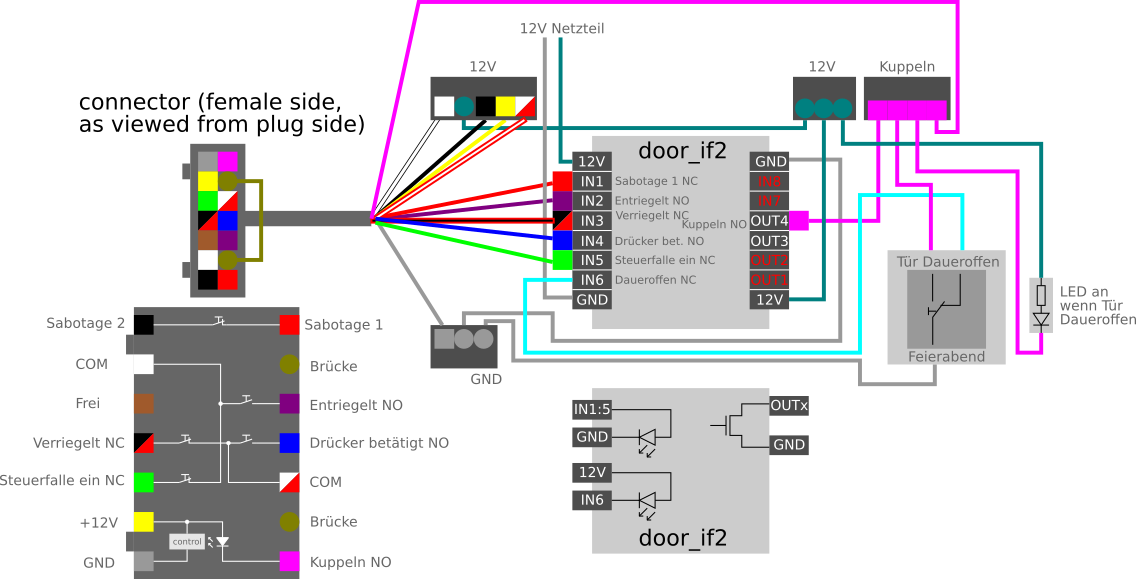 12V Netzteil
12V
12V
Kuppeln
connector (female side,
as viewed from plug side)
door_if2
12V
IN1
IN2
IN3
IN4
IN5
IN6
GND
Sabotage 1 NC
Entriegelt NO
Verriegelt NC
Kuppeln NO
Drücker bet. NO
Steuerfalle ein NC
Daueroffen NC
GND
IN8
IN7
OUT4
OUT3
OUT2
OUT1
12V
Tür Daueroffen
Feierabend
LED an
wenn Tür
Daueroffen
GND
Sabotage 2
COM
Frei
Verriegelt NC
Steuerfalle ein NC
+12V
GND
control
Sabotage 1
Brücke
Entriegelt NO
Drücker betätigt NO
COM
Brücke
Kuppeln NO
IN1:5
GND
12V
IN6
OUTx
GND
door_if2